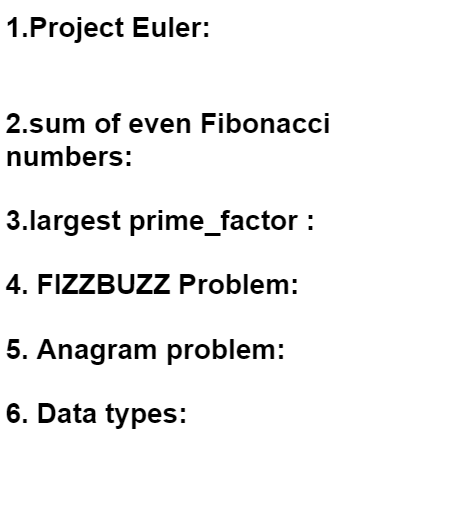 1.Project Euler:
2.sum of even Fibonacci
numbers:
3.largest prime_factor :
4. FIZZBUZZ Problem:
5. Anagram problem:
6. Data types: